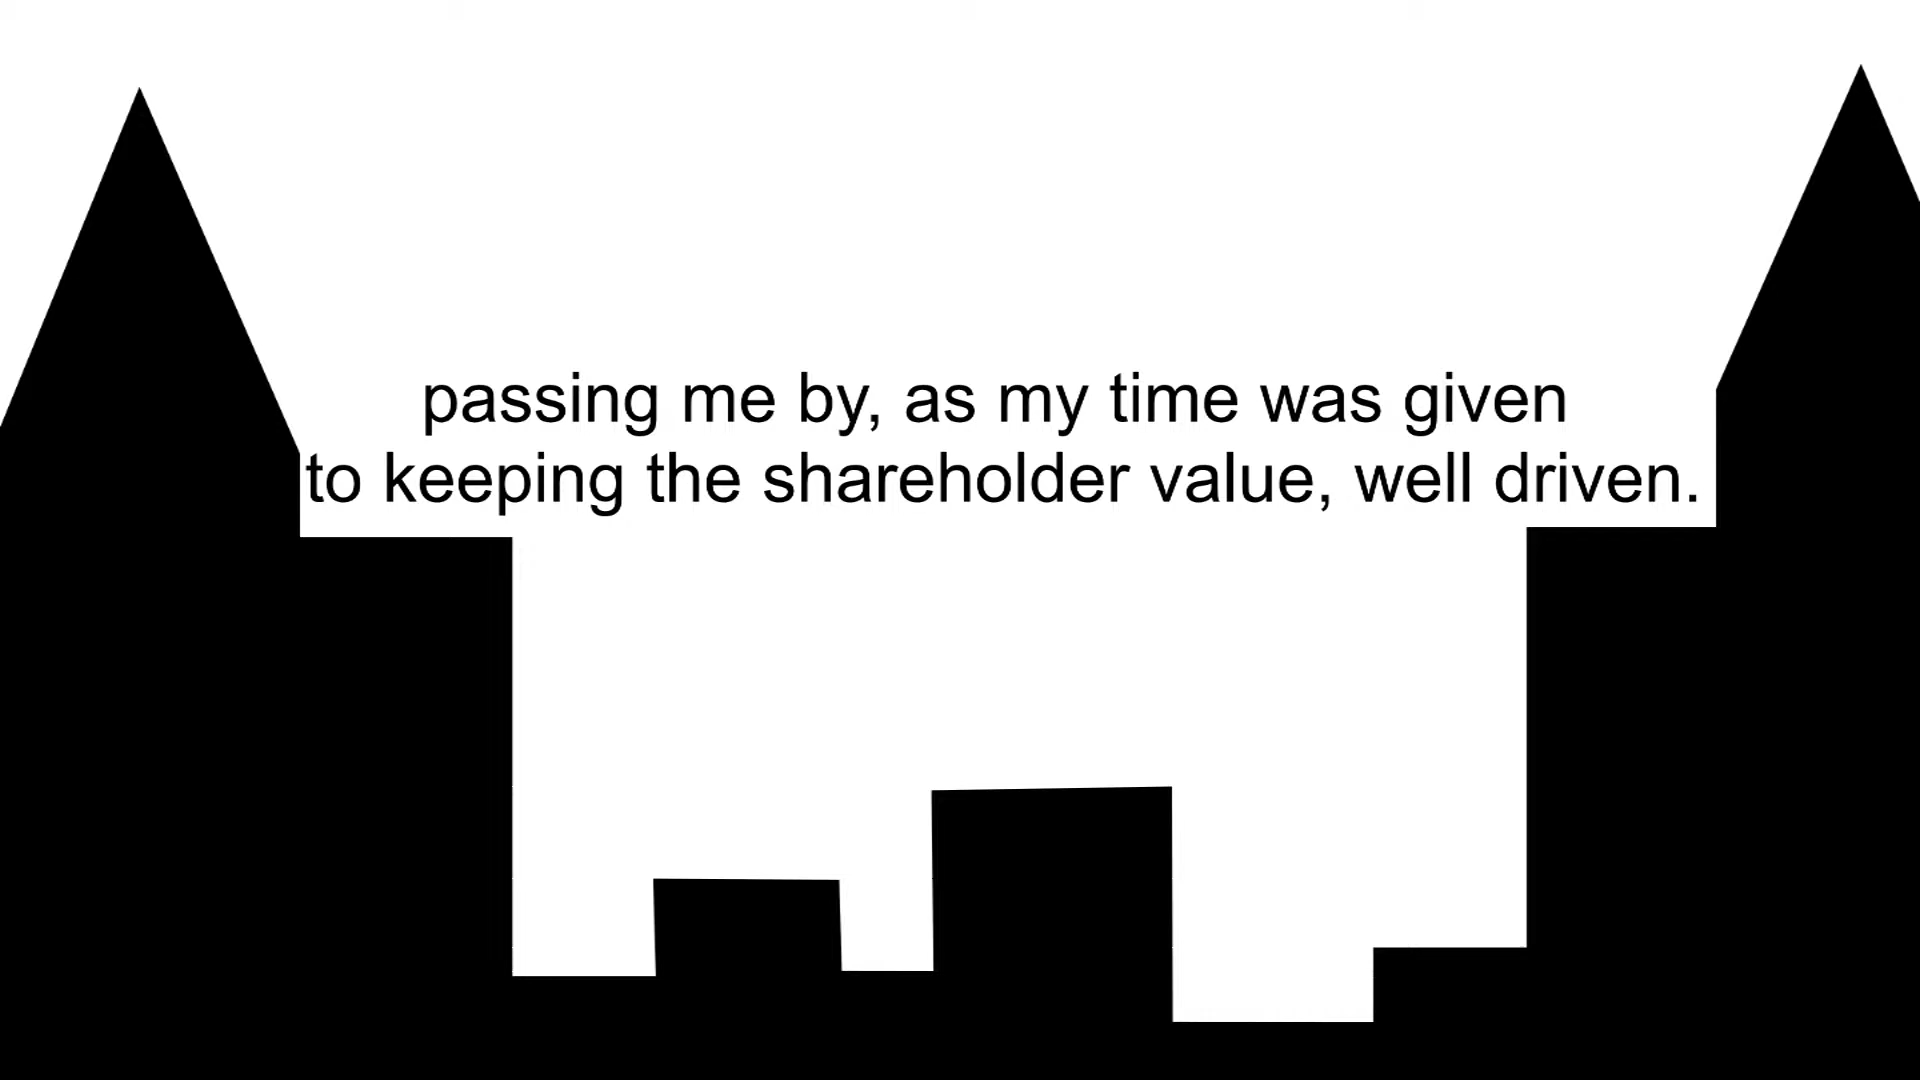 passing me by, as my time was given
to keeping the shareholder value, well driven.